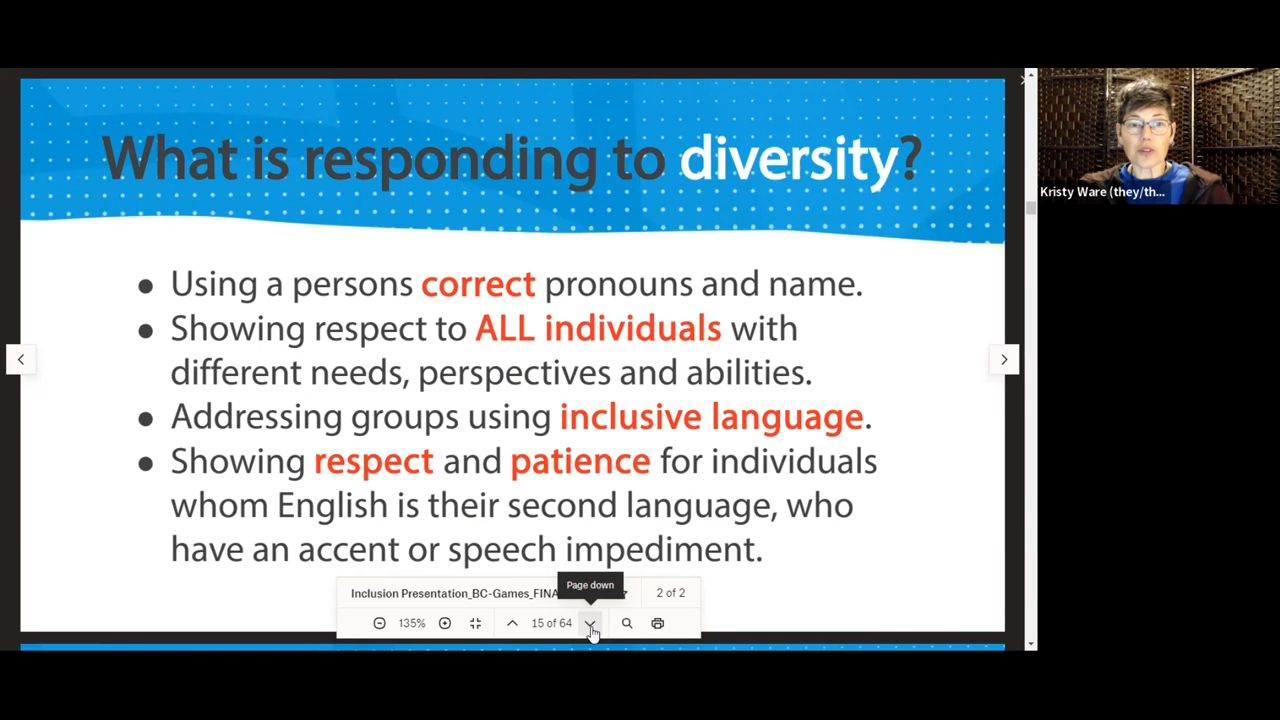 What is responding to diversity?
Kristy Ware (they/th...
● Using a persons correct pronouns and name.
● Showing respect to ALL individuals with
different needs, perspectives and abilities.
● Addressing groups using inclusive language.
● Showing respect and patience for individuals
whom English is their second language, who
have an accent or speech impediment.
Page down
Inclusion Presentation_BC-Games_FINA
2 of 2
135%
15 of 64